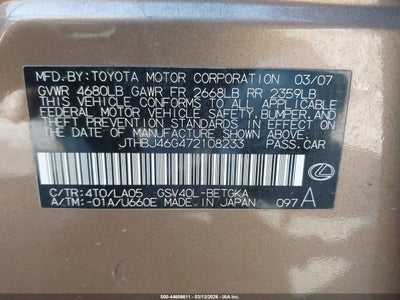 MFD.BY:TOYOTA MOTOR CORPORATION 03/07
GVWR 4680LB GAWR FR 2668LB RR 2359LB
THIS VEHICLE CONFORMS TO ALL APPLICABLE
FEDERAL MOTOR VEHICLE SAFETY, BUMPER, AND
THEFT PREVENTION STANDARDS IN EFFECT ON
THE DATE OF MANUFACTURE SHOWN ABOVE.
JTHBJ46G472108233 PASS.CAR
C/TR:4T0/LA05 GSV40L-BETGKA
A/TM:-01A/U660E MADE IN JAPAN 097 A
000-44606611 - 03/13/2026 - IAAI.COM